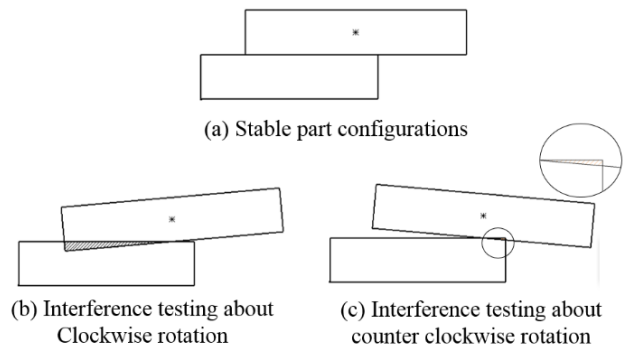 (a) Stable part configurations
(b) Interference testing about
Clockwise rotation
(c) Interference testing about
counter clockwise rotation